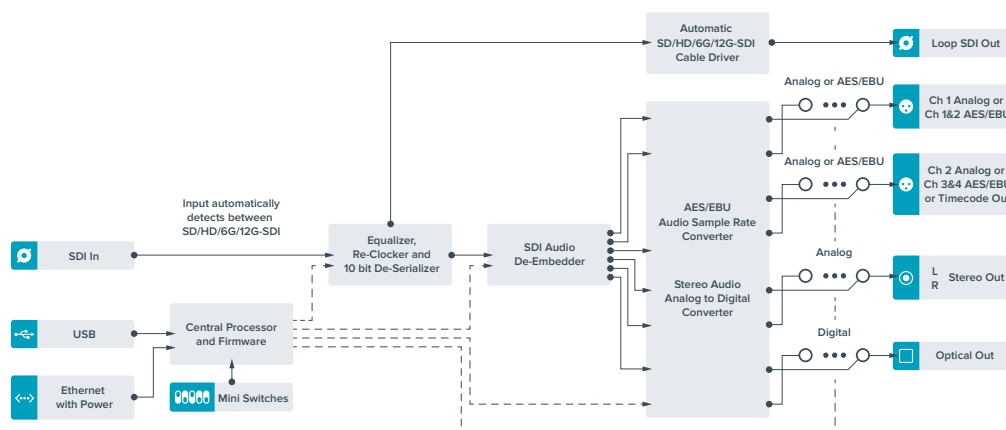 Automatic
SD/HD/6G/12G-SDI
Cable Driver
Loop SDI Out
Analog or AES/EBU
Ch 1 Analog or
Ch 1&2 AES/EBU
Analog or AES/EBU
Ch 2 Analog or
Ch 3&4 AES/EBU
or Timecode Ou
Input automatically
detects between
SD/HD/6G/12G-SDI
AES/EBU
Audio Sample Rate
Converter
SDI In
Equalizer,
Re-Clocker and
10 bit De-Serializer
SDI Audio
De-Embedder
Analog
L
R
Stereo Out
Stereo Audio
Analog to Digital
Converter
USB
Central Processor
and Firmware
Digital
Optical Out
Ethernet
with Power
Mini Switches